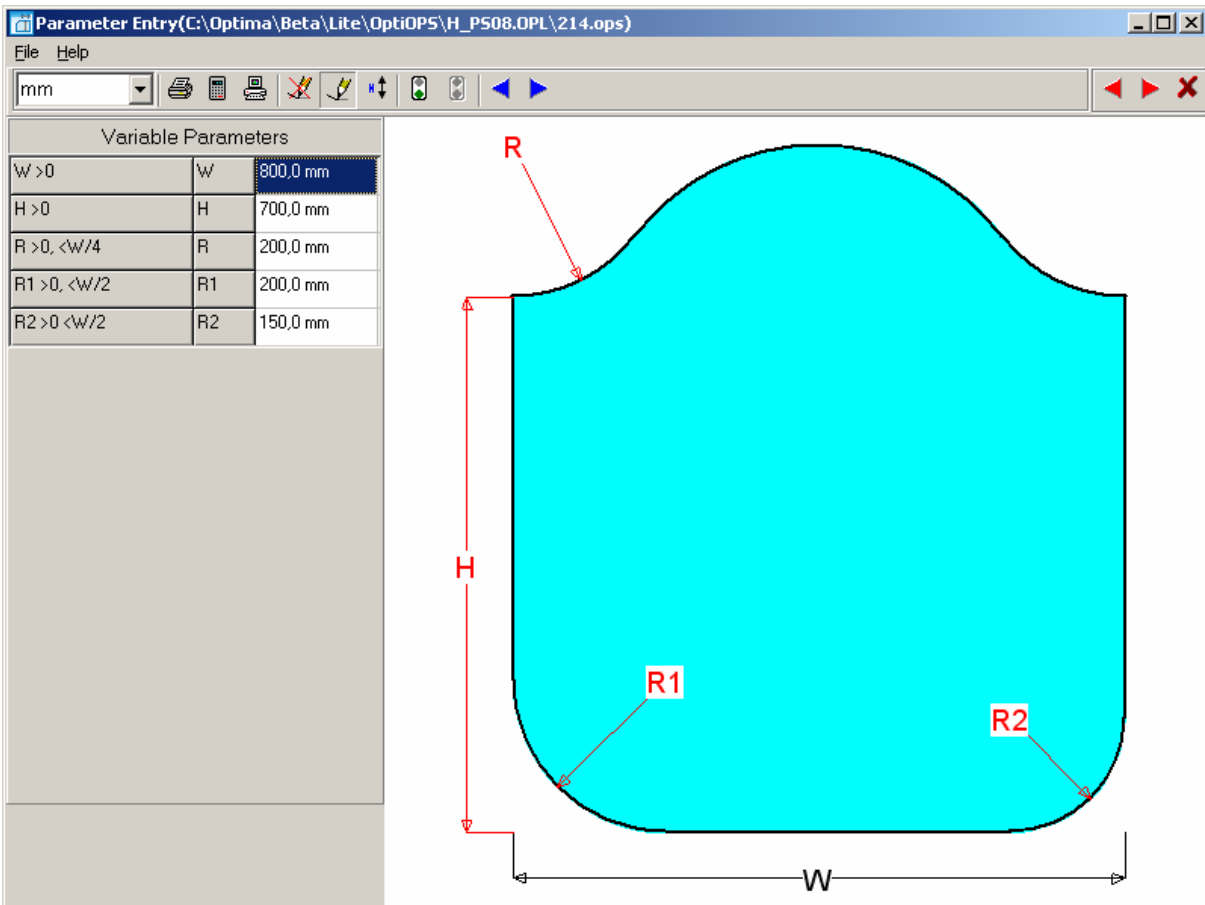 Parameter Entry(C:\Optima\Beta\Lite\OptiOPS\H_PS08.OPL\214.ops)
File Help
mm
Variable Parameters
W >0 W 800,0 mm
H >0 H 700,0 mm
R >0, <W/4 R 200,0 mm
R1 >0, <W/2 R1 200,0 mm
R2 >0 <W/2 R2 150,0 mm
R
H
R1
R2
W